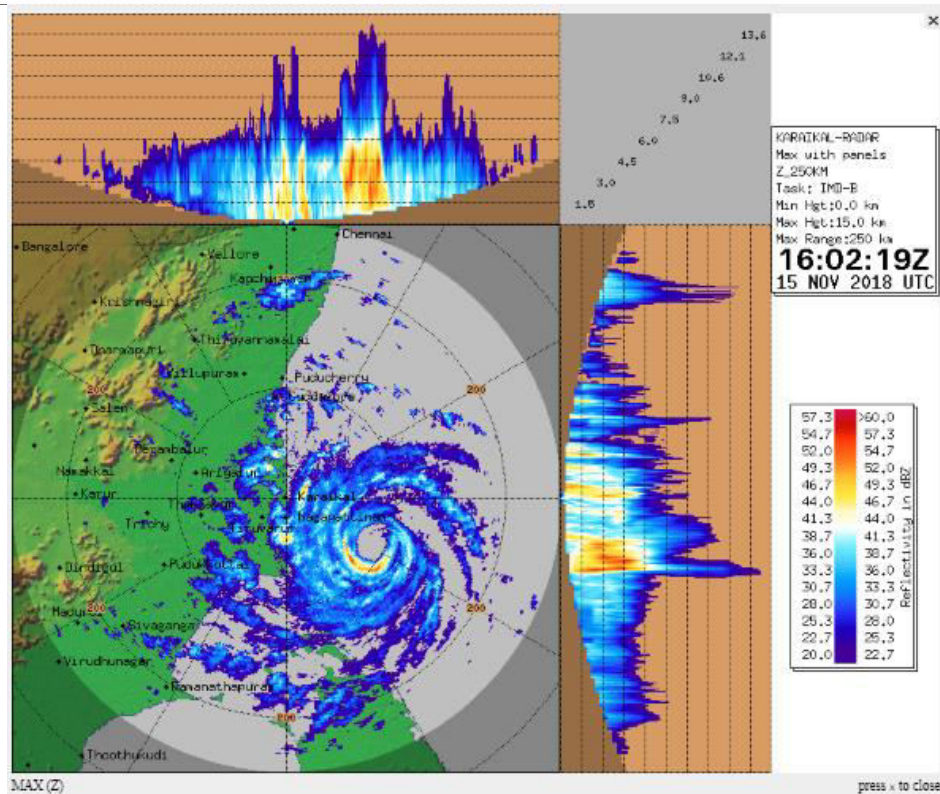 ×
13.6
12.1
10.6
9.0
7.5
6.0
4.5
3.0
1.5
KARAIKAL-RADAR
Max with panels
Z_250KM
Task: IMD-B
Min Hgt:0.0 km
Max Hgt:15.0 km
Max Range:250 km
16:02:19Z
15 NOV 2018 UTC
Chennai
Bangalore
Vellore
Krishnagiri
Thiruvannamalai
Villupuram
Puducherry
200
200
Salem
Ariyalur
Namakkal
Karur
Karaikal
Trichy
Tiruvarur
Nagapattinam
Dindigul
Pudukkottai
200
200
Madurai
Sivaganga
Virudhunagar
Ramanathapuram
200
Thoothukudi
57.3 >60.0
54.7 57.3
52.0 54.7
49.3 52.0
46.7 49.3
44.0 46.7
41.3 44.0
38.7 41.3
36.0 38.7
33.3 36.0
30.7 33.3
28.0 30.7
25.3 28.0
22.7 25.3
20.0 22.7
Reflectivity in dBZ
MAX (Z)
press x to close